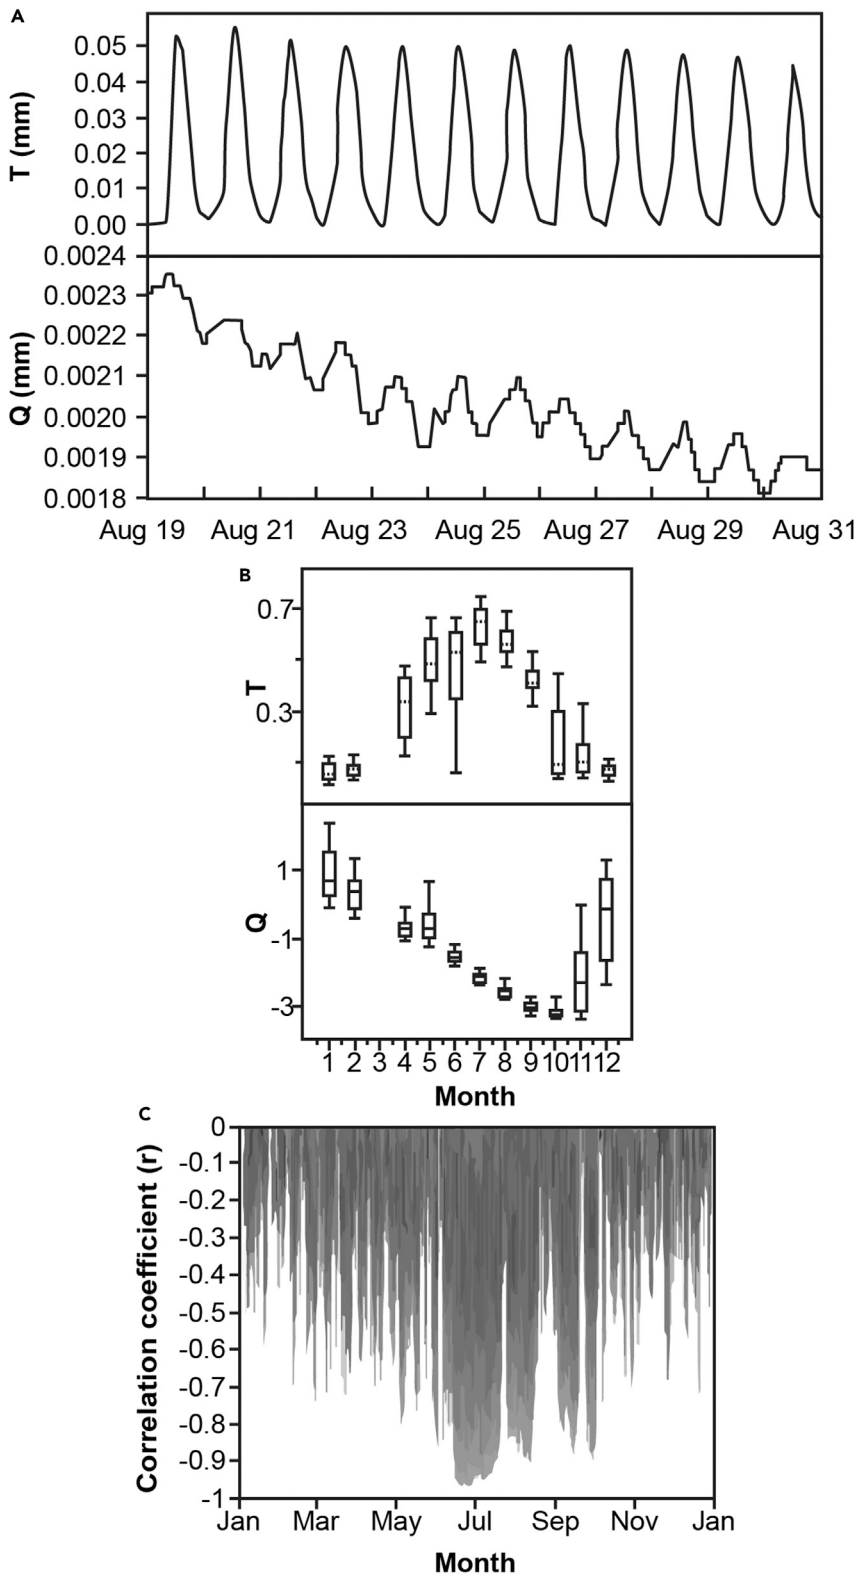 A
T (mm)
0.05
0.04
0.03
0.02
0.01
0.00
Q (mm)
0.0024
0.0023
0.0022
0.0021
0.0020
0.0019
0.0018
Aug 19 Aug 21 Aug 23 Aug 25 Aug 27 Aug 29 Aug 31
B
T
0.7
0.3
Q
1
-1
-3
1 2 3 4 5 6 7 8 9 10 11 12
Month
C
Correlation coefficient (r)
0
-0.1
-0.2
-0.3
-0.4
-0.5
-0.6
-0.7
-0.8
-0.9
-1
Jan Mar May Jul Sep Nov Jan
Month